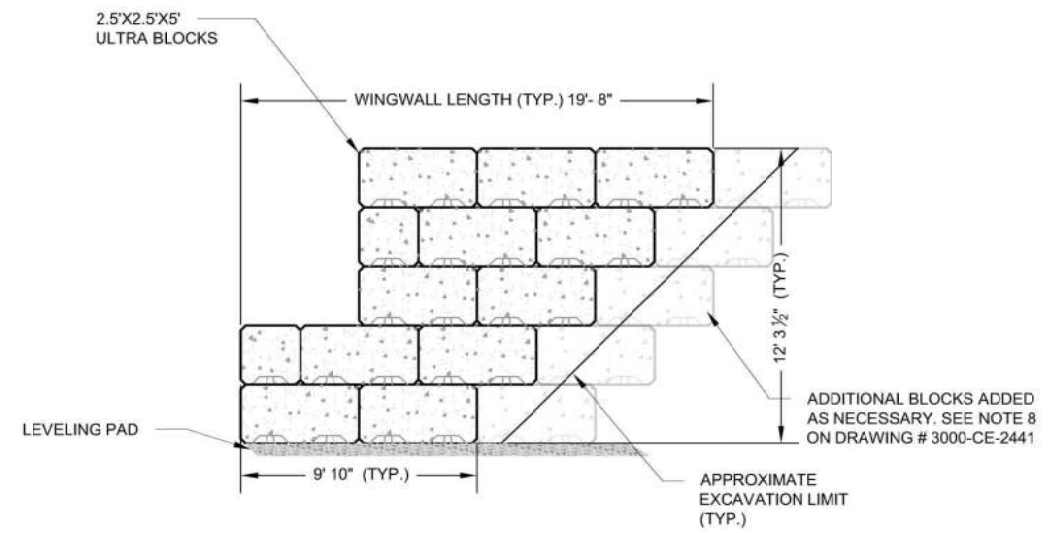 2.5'X2.5'X5'
ULTRA BLOCKS
WINGWALL LENGTH (TYP.) 19'- 8"
12' 3½" (TYP.)
ADDITIONAL BLOCKS ADDED
AS NECESSARY. SEE NOTE 8
ON DRAWING # 3000-CE-2441
LEVELING PAD
9' 10" (TYP.)
APPROXIMATE
EXCAVATION LIMIT
(TYP.)